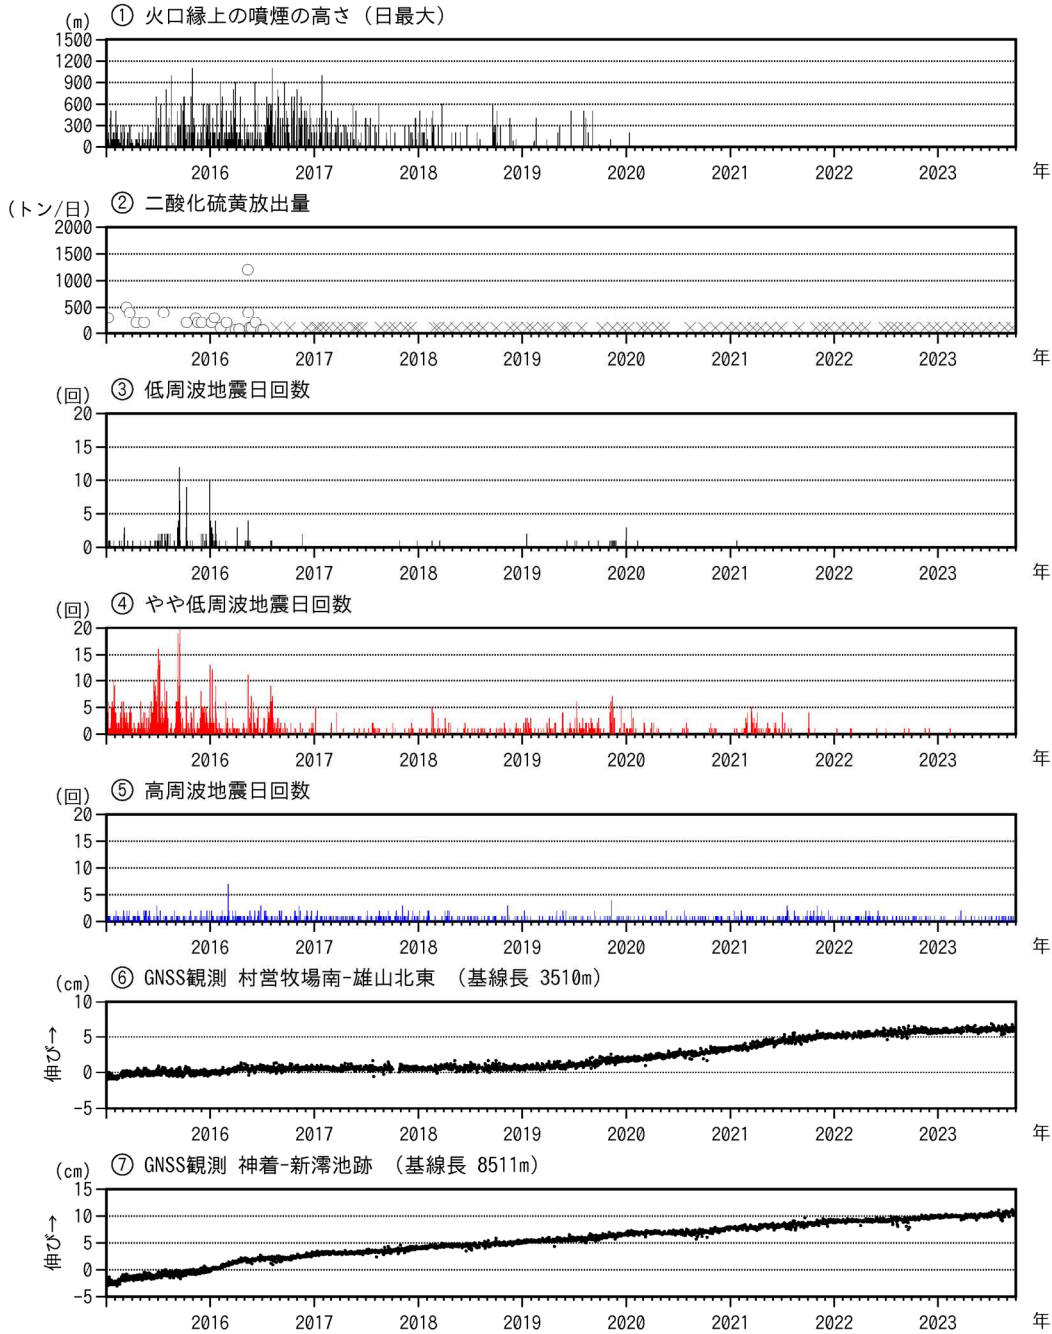 (m) ① 火口縁上の噴煙の高さ（日最大）
1500
1200
900
600
300
0
2016 2017 2018 2019 2020 2021 2022 2023 年
(トン/日) ② 二酸化硫黄放出量
2000
1500
1000
500
0
2016 2017 2018 2019 2020 2021 2022 2023 年
(回) ③ 低周波地震日回数
20
15
10
5
0
2016 2017 2018 2019 2020 2021 2022 2023 年
(回) ④ やや低周波地震日回数
20
15
10
5
0
2016 2017 2018 2019 2020 2021 2022 2023 年
(回) ⑤ 高周波地震日回数
20
15
10
5
0
2016 2017 2018 2019 2020 2021 2022 2023 年
(cm) ⑥ GNSS観測 村営牧場南-雄山北東 （基線長 3510m）
10
5
0
-5
伸び→
2016 2017 2018 2019 2020 2021 2022 2023 年
(cm) ⑦ GNSS観測 神着-新澪池跡 （基線長 8511m）
15
10
5
0
-5
伸び→
2016 2017 2018 2019 2020 2021 2022 2023 年